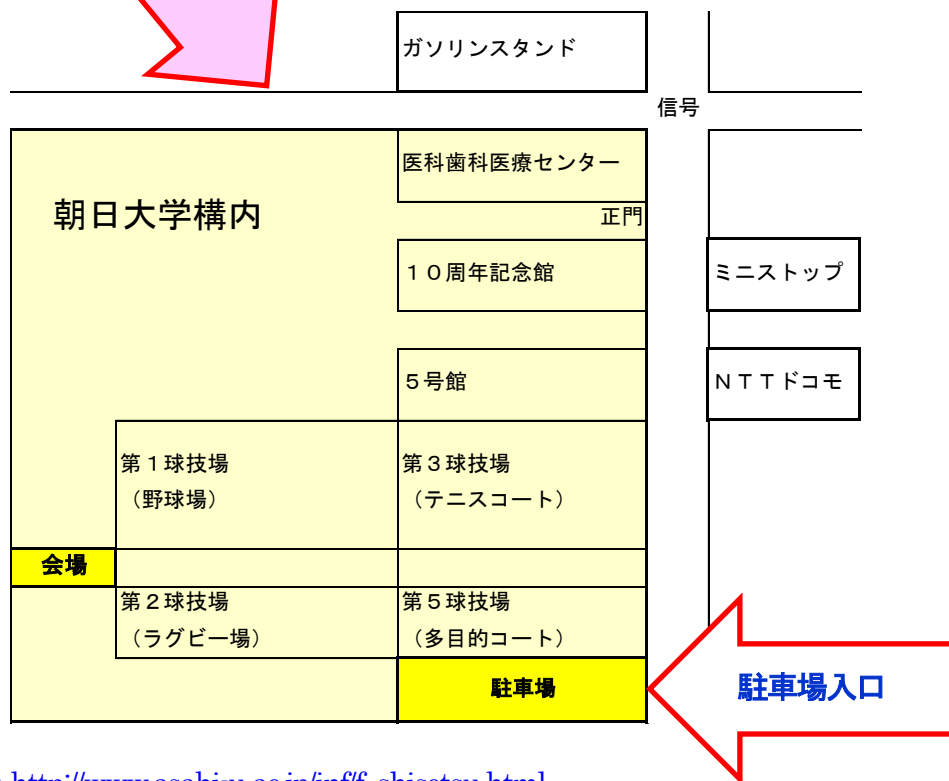 ガソリンスタンド
信号
医科歯科医療センター
朝日大学構内
正門
１０周年記念館
ミニストップ
５号館
ＮＴＴドコモ
第１球技場
（野球場）
第３球技場
（テニスコート）
会場
第２球技場
（ラグビー場）
第５球技場
（多目的コート）
駐車場
駐車場入口